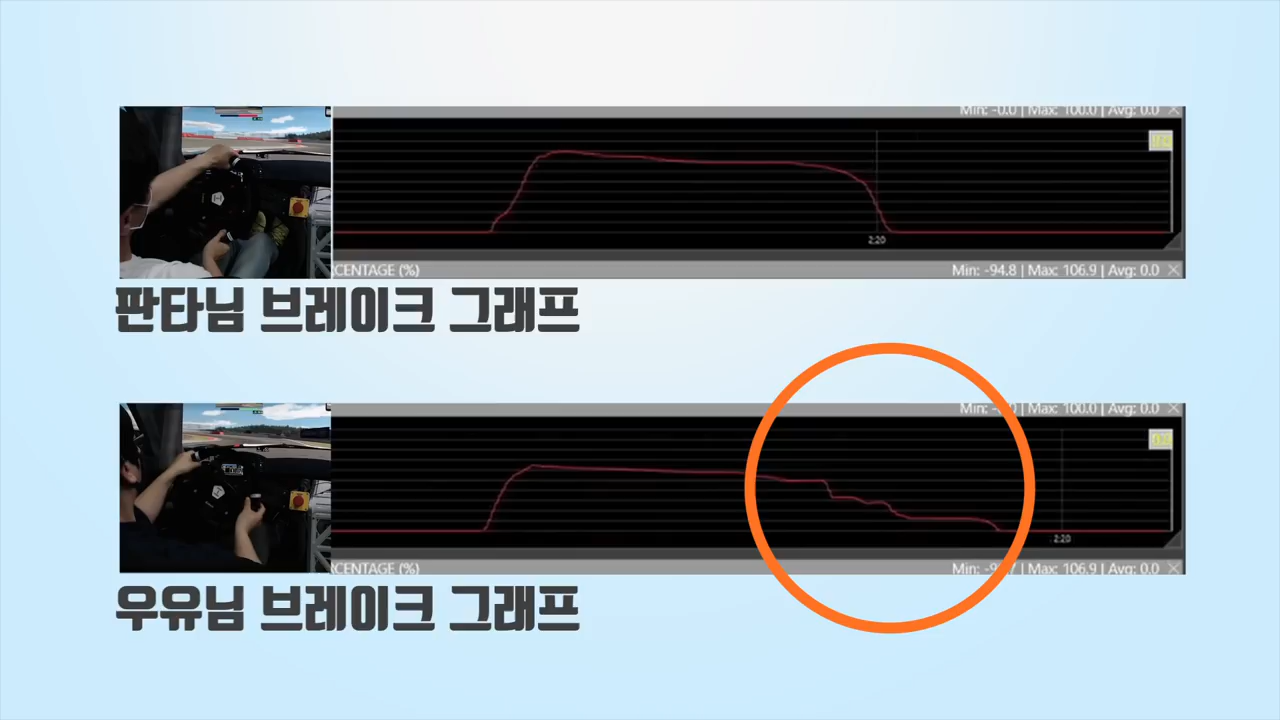 Min: -0.0 | Max: 100.0 | Avg: 0.0
2:20
CENTAGE (%)
Min: -94.8 | Max: 106.9 | Avg: 0.0
판타님 브레이크 그래프
Max: 100.0 | Avg: 0.0
2:20
RCENTAGE (%)
Max: 106.9 | Avg: 0.0
우유님 브레이크 그래프